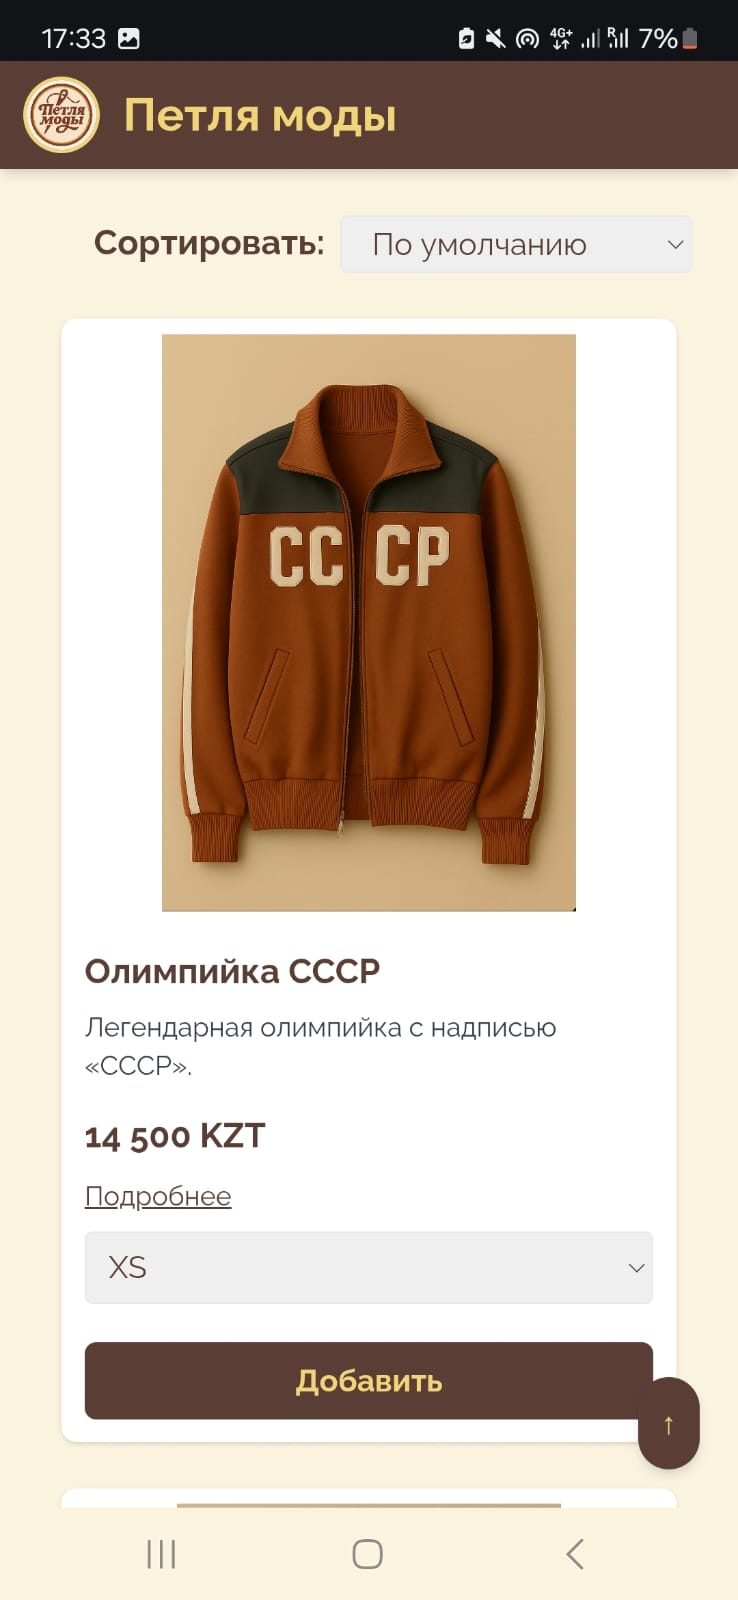 17:33
4G+
R
7%
Петля
моды
Петля моды
Сортировать:
По умолчанию
СССР
Олимпийка СССР
Легендарная олимпийка с надписью
«СССР».
14 500 KZT
Подробнее
XS
Добавить
↑